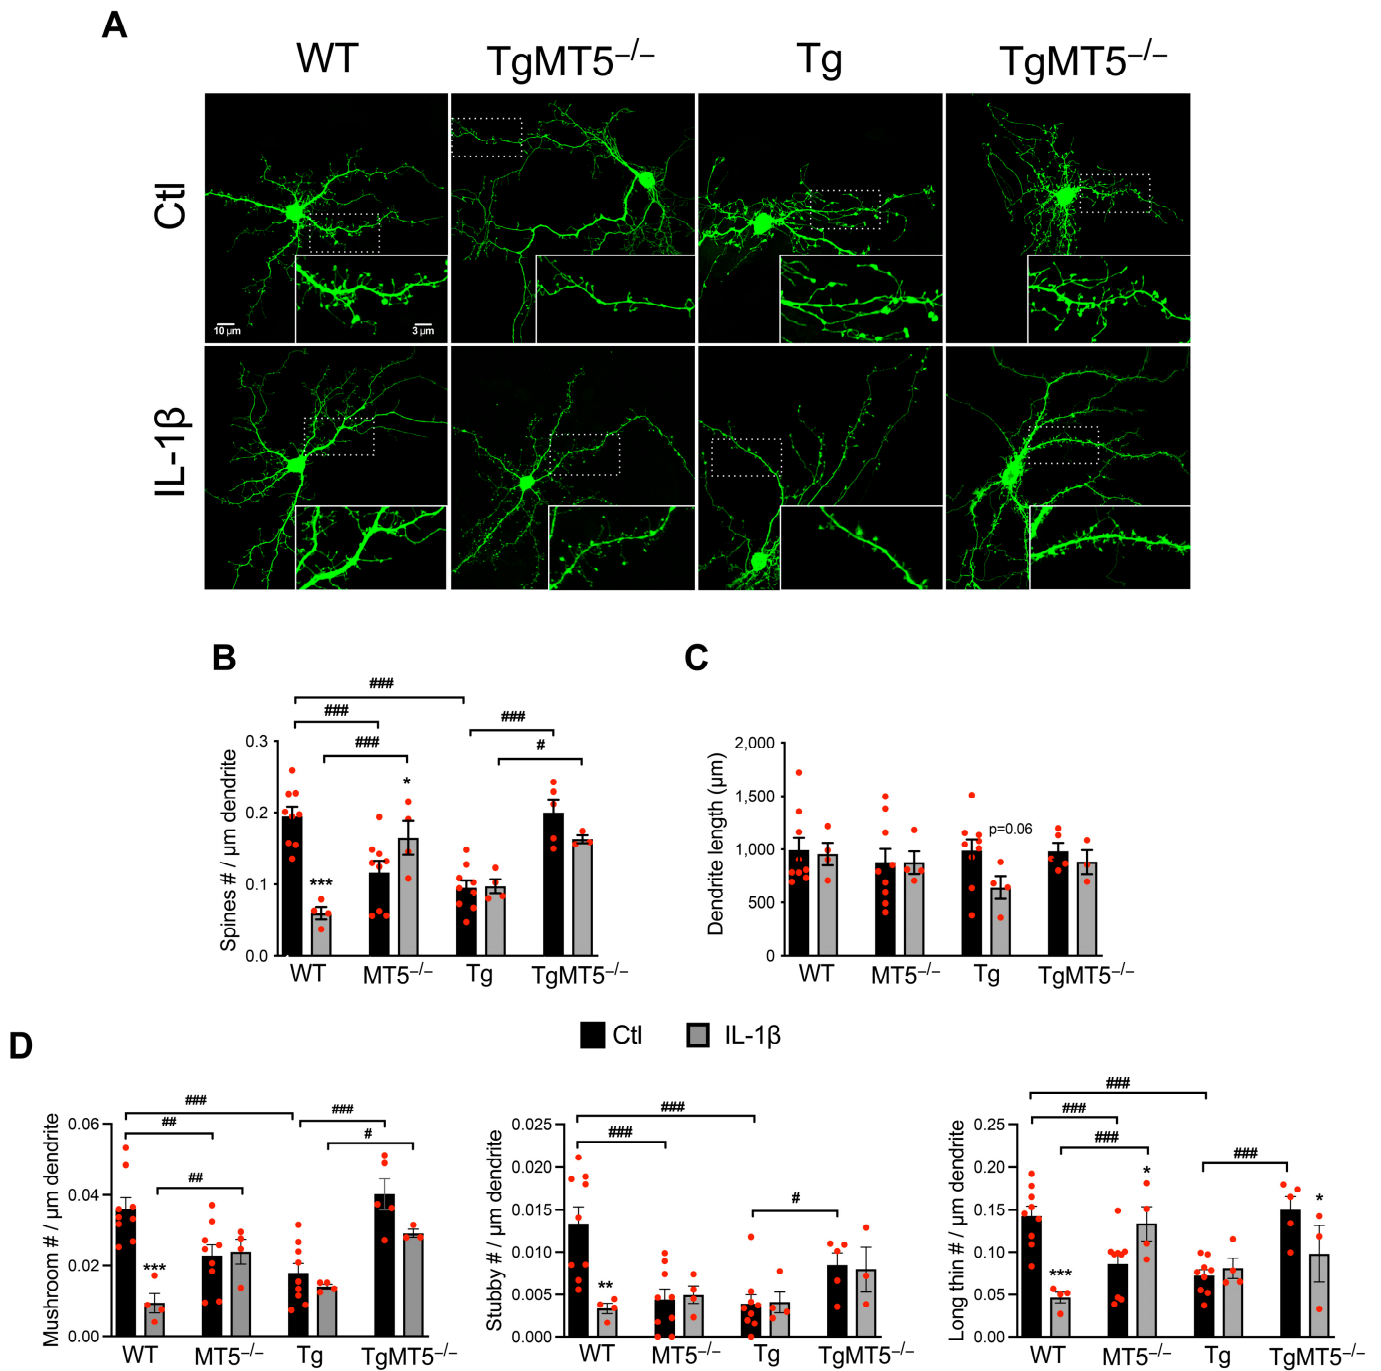 A
WT TgMT5–/– Tg TgMT5–/–
Ctl
10 µm 3 µm
IL-1β
B
###
###
###
###
#
*
***
0.3
0.2
0.1
0.0
Spines # / µm dendrite
WT MT5–/– Tg TgMT5–/–
C
2,000
1,500
1,000
500
0
Dendrite length (µm)
p=0.06
WT MT5–/– Tg TgMT5–/–
Ctl IL-1β
D
###
##
##
###
#
***
0.06
0.04
0.02
0.00
Mushroom # / µm dendrite
WT MT5–/– Tg TgMT5–/–
###
###
#
**
0.025
0.020
0.015
0.010
0.005
0.000
Stubby # / µm dendrite
WT MT5–/– Tg TgMT5–/–
###
###
###
###
*
*
***
0.25
0.20
0.15
0.10
0.05
0.00
Long thin # / µm dendrite
WT MT5–/– Tg TgMT5–/–